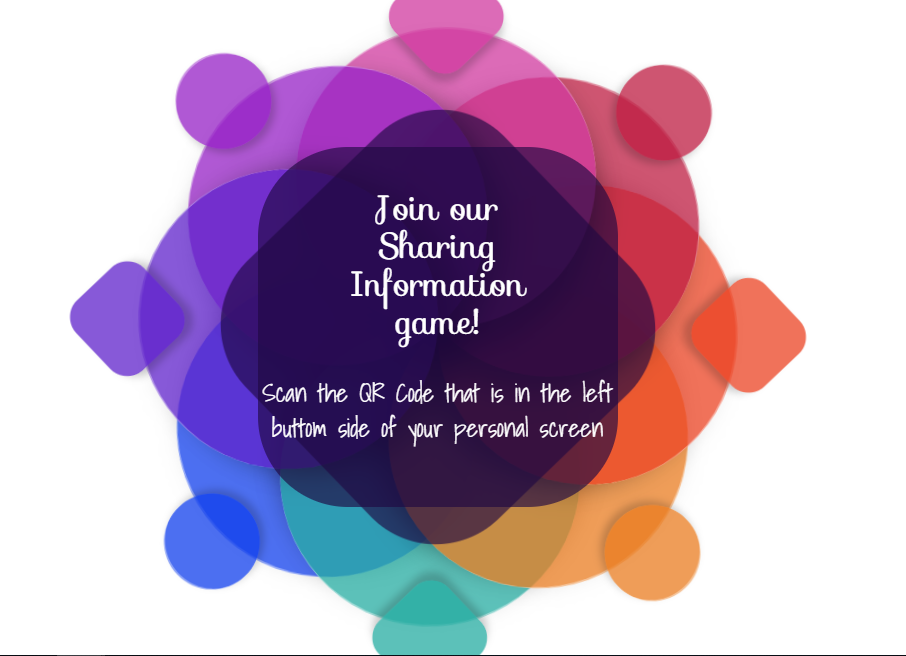 Join our
Sharing
Information
game!
Scan the QR Code that is in the left
buttom side of your personal screen